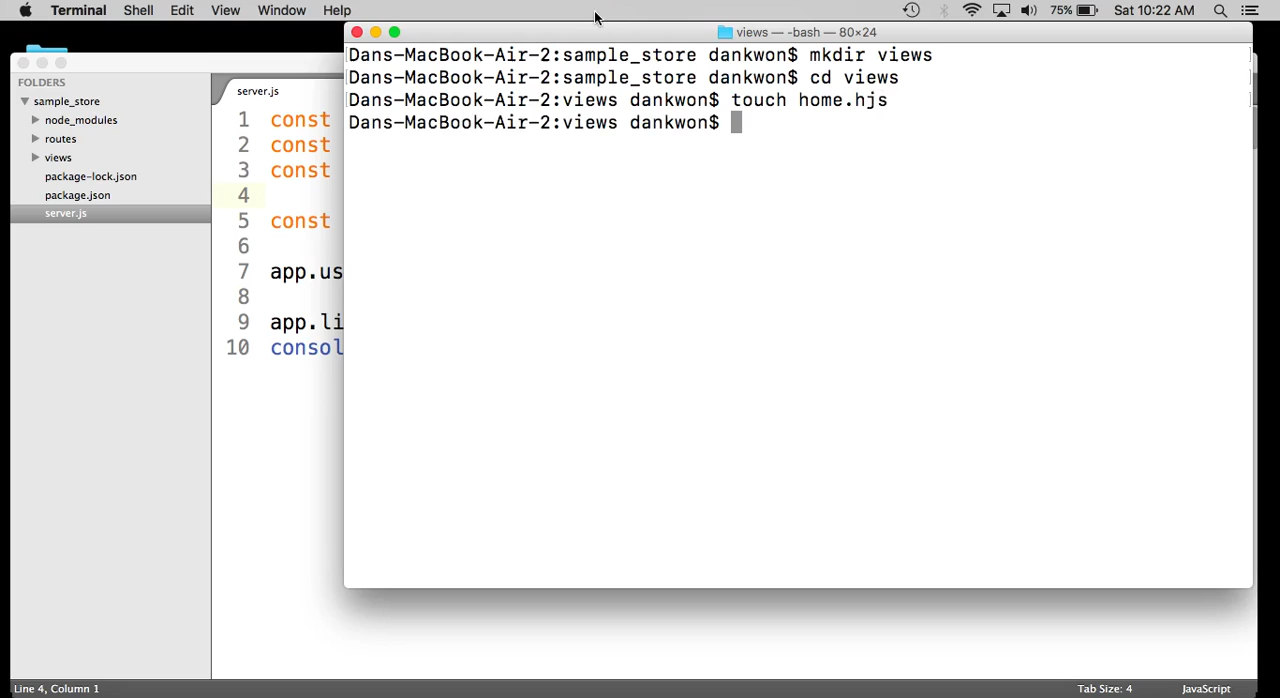 Terminal Shell Edit View Window Help 75% Sat 10:22 AM
views — -bash — 80×24
Dans-MacBook-Air-2:sample_store dankwon$ mkdir views
Dans-MacBook-Air-2:sample_store dankwon$ cd views
Dans-MacBook-Air-2:views dankwon$ touch home.hjs
Dans-MacBook-Air-2:views dankwon$
FOLDERS
sample_store
node_modules
routes
views
package-lock.json
package.json
server.js
server.js
1 const
2 const
3 const
4
5 const
6
7 app.us
8
9 app.li
10 consol
Line 4, Column 1 Tab Size: 4 JavaScript